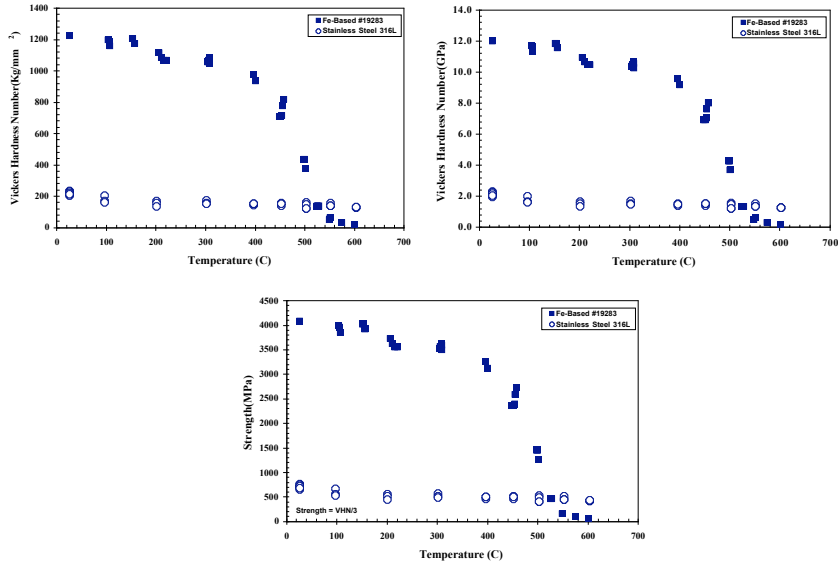 Vickers Hardness Number(Kg/mm 2)
1400
1200
1000
800
600
400
200
0
0 100 200 300 400 500 600 700
Temperature (C)
Fe-Based #19283
Stainless Steel 316L
Vickers Hardness Number(GPa)
12.0
10.0
8.0
6.0
4.0
2.0
0.0
0 100 200 300 400 500 600 700
Temperature (C)
Fe-Based #19283
Stainless Steel 316L
Strength(MPa)
4500
4000
3500
3000
2500
2000
1500
1000
500
0
0 100 200 300 400 500 600 700
Temperature (C)
Fe-Based #19283
Stainless Steel 316L
Strength = VHN/3